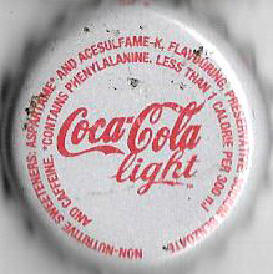 NON-NUTRITIVE SWEETENERS: ASPARTAME* AND ACESULFAME-K, FLAVOURING, PRESERVATIVE
AND CAFFEINE. *CONTAINS: PHENYLALANINE. LESS THAN 1 CALORIE PER 300 ml
Coca-Cola
light